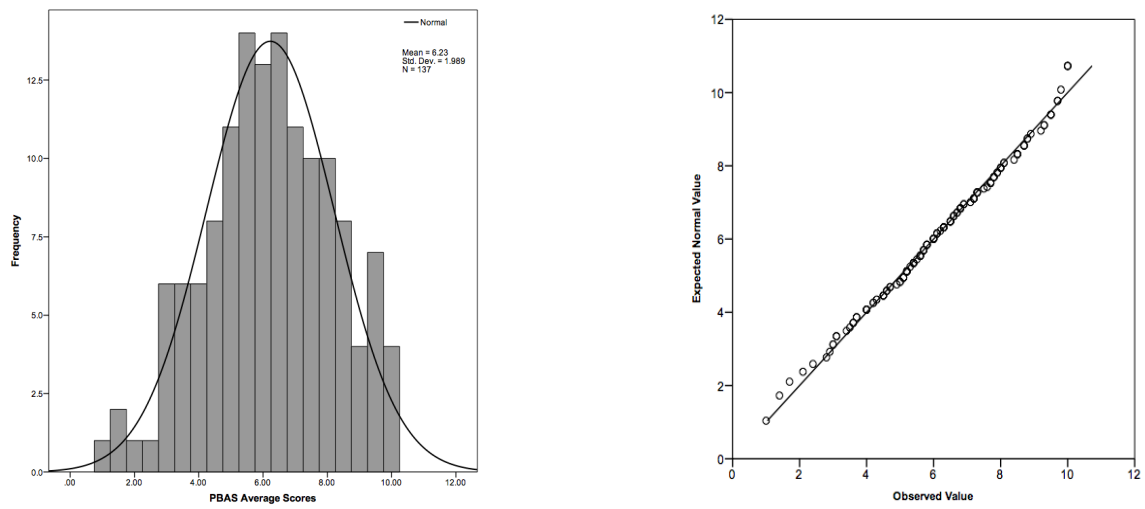 Normal
Mean = 6.23
Std. Dev. = 1.989
N = 137
12.5
10.0
7.5
5.0
2.5
0.0
Frequency
.00 2.00 4.00 6.00 8.00 10.00 12.00
PBAS Average Scores
12
10
8
6
4
2
0
Expected Normal Value
0 2 4 6 8 10 12
Observed Value